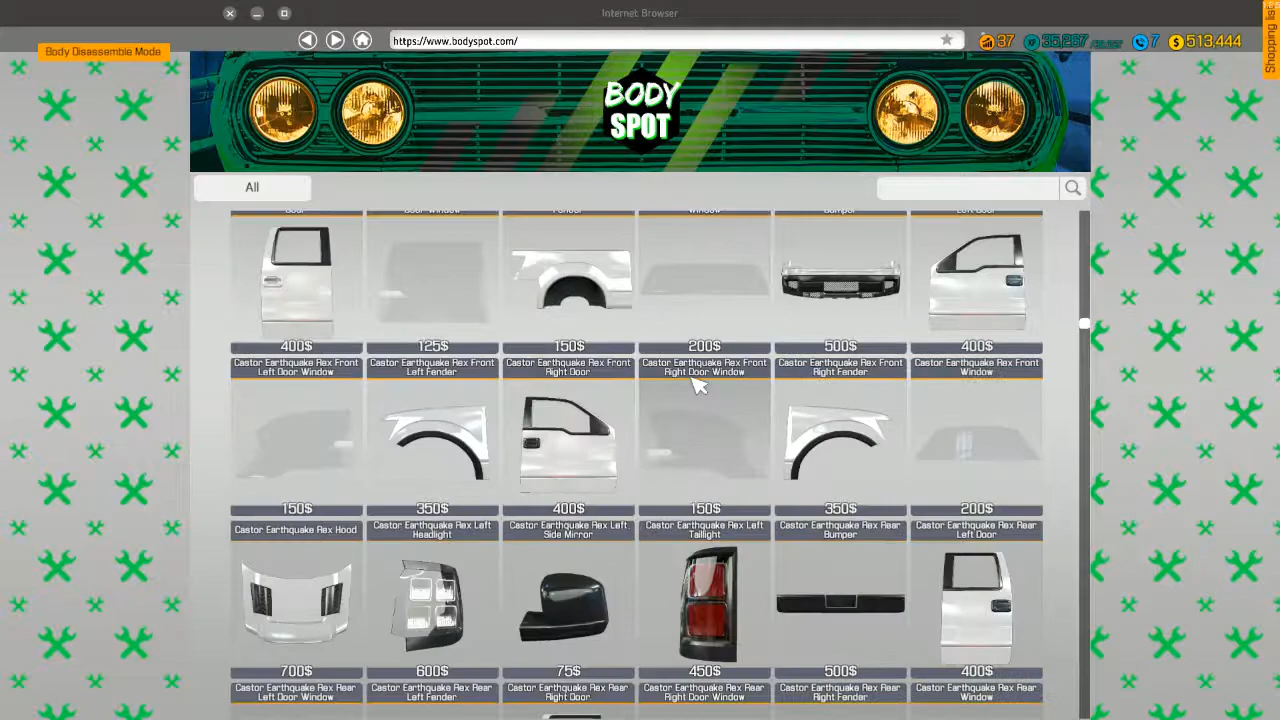 Internet Browser
Body Disassemble Mode
https://www.bodyspot.com/
37
7
513,444
BODY
SPOT
All
400$
125$
150$
200$
500$
400$
Castor Earthquake Rex Front
Left Door Window
Castor Earthquake Rex Front
Left Fender
Castor Earthquake Rex Front
Right Door
Castor Earthquake Rex Front
Right Door Window
Castor Earthquake Rex Front
Right Fender
Castor Earthquake Rex Front
Window
150$
350$
400$
150$
350$
200$
Castor Earthquake Rex Hood
Castor Earthquake Rex Left
Headlight
Castor Earthquake Rex Left
Side Mirror
Castor Earthquake Rex Left
Taillight
Castor Earthquake Rex Rear
Bumper
Castor Earthquake Rex Rear
Left Door
700$
600$
75$
450$
500$
400$
Castor Earthquake Rex Rear
Left Door Window
Castor Earthquake Rex Rear
Left Fender
Castor Earthquake Rex Rear
Right Door
Castor Earthquake Rex Rear
Right Door Window
Castor Earthquake Rex Rear
Right Fender
Castor Earthquake Rex Rear
Window